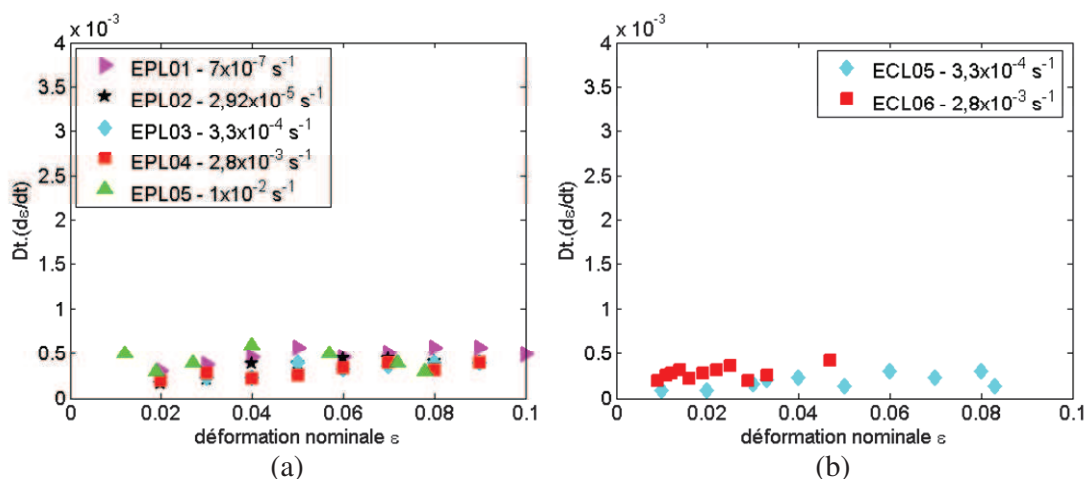 x 10⁻³
4
3.5
3
2.5
2
1.5
1
0.5
0
Dt.(dε/dt)
EPL01 - 7x10⁻⁷ s⁻¹
EPL02 - 2,92x10⁻⁵ s⁻¹
EPL03 - 3,3x10⁻⁴ s⁻¹
EPL04 - 2,8x10⁻³ s⁻¹
EPL05 - 1x10⁻² s⁻¹
0 0.02 0.04 0.06 0.08 0.1
déformation nominale ε
(a)
x 10⁻³
4
3.5
3
2.5
2
1.5
1
0.5
0
Dt.(dε/dt)
ECL05 - 3,3x10⁻⁴ s⁻¹
ECL06 - 2,8x10⁻³ s⁻¹
0 0.02 0.04 0.06 0.08 0.1
déformation nominale ε
(b)